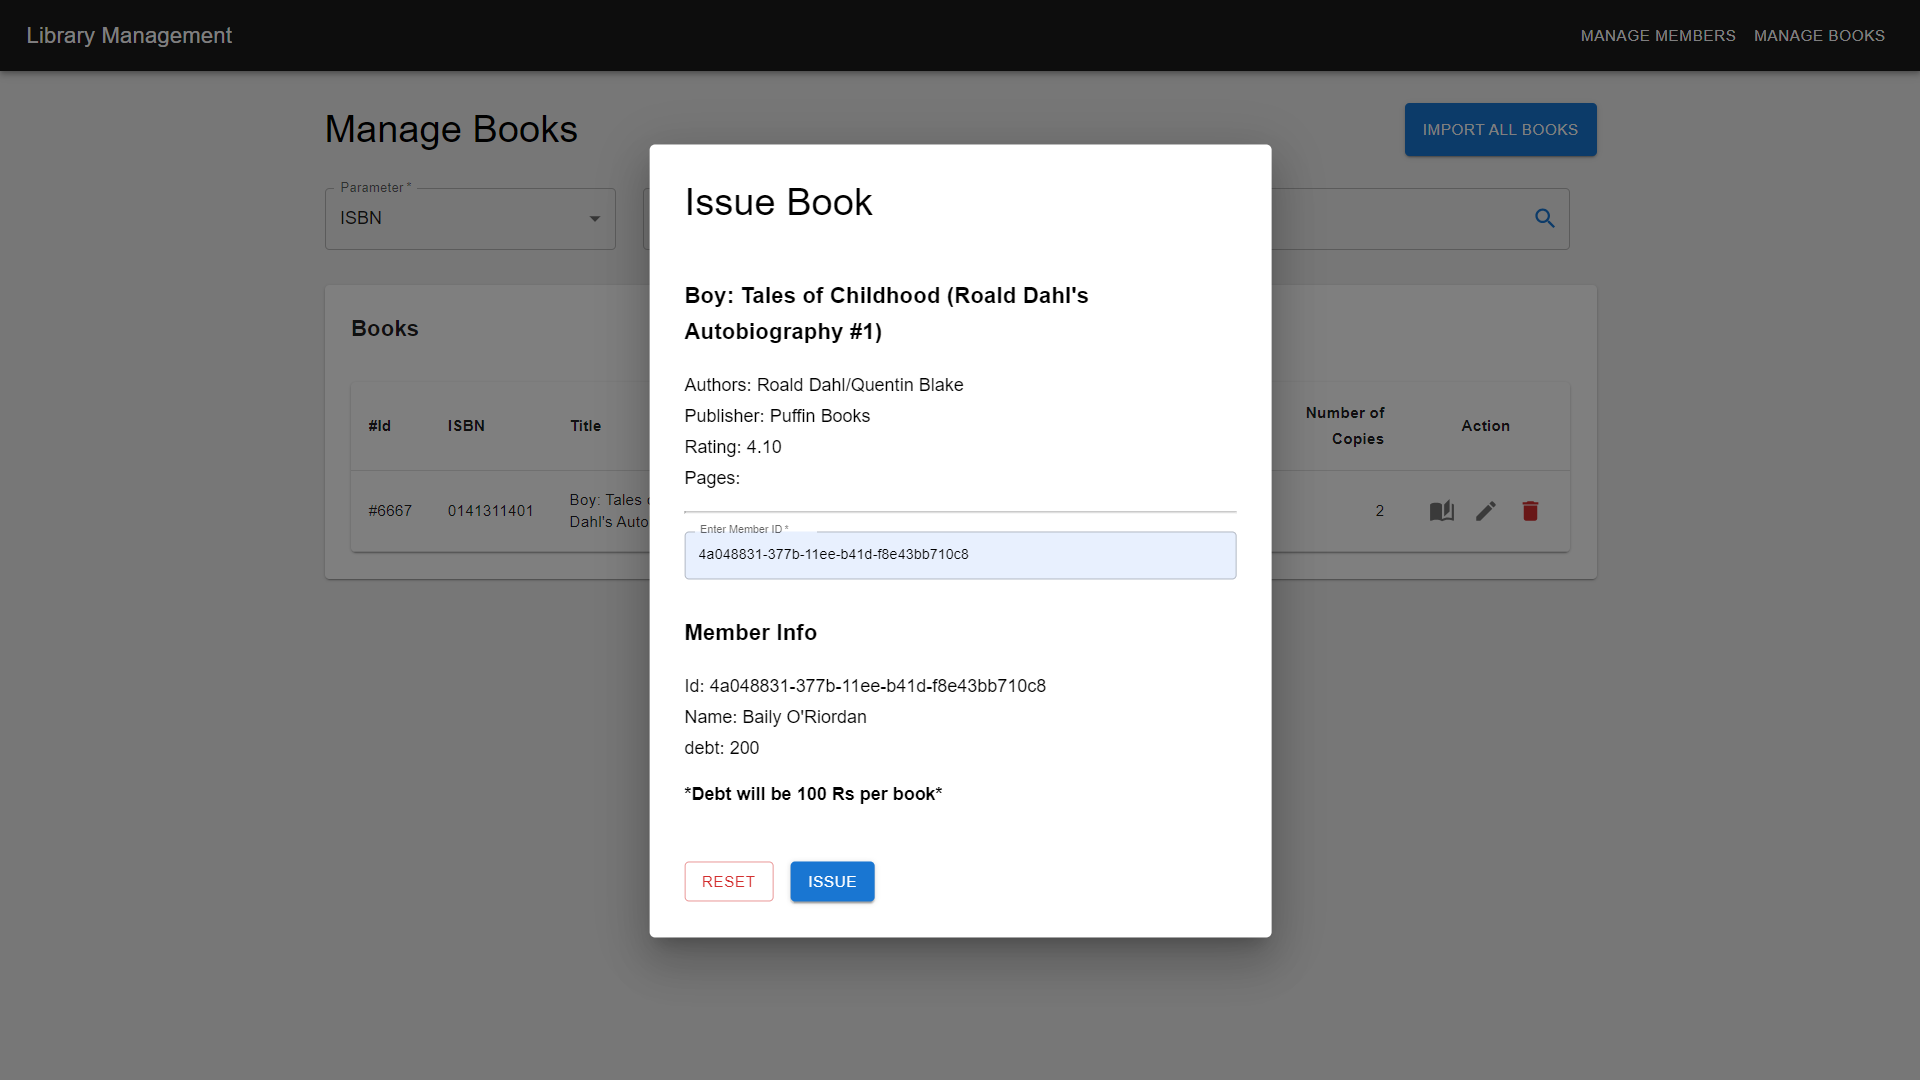 Library Management
MANAGE MEMBERS
MANAGE BOOKS
Manage Books
IMPORT ALL BOOKS
Parameter *
ISBN
Books
#Id
ISBN
Title
Number of
Copies
Action
#6667
0141311401
Boy: Tales
Dahl's Auto
2
Issue Book
Boy: Tales of Childhood (Roald Dahl's
Autobiography #1)
Authors: Roald Dahl/Quentin Blake
Publisher: Puffin Books
Rating: 4.10
Pages:
Enter Member ID *
4a048831-377b-11ee-b41d-f8e43bb710c8
Member Info
Id: 4a048831-377b-11ee-b41d-f8e43bb710c8
Name: Baily O'Riordan
debt: 200
*Debt will be 100 Rs per book*
RESET
ISSUE